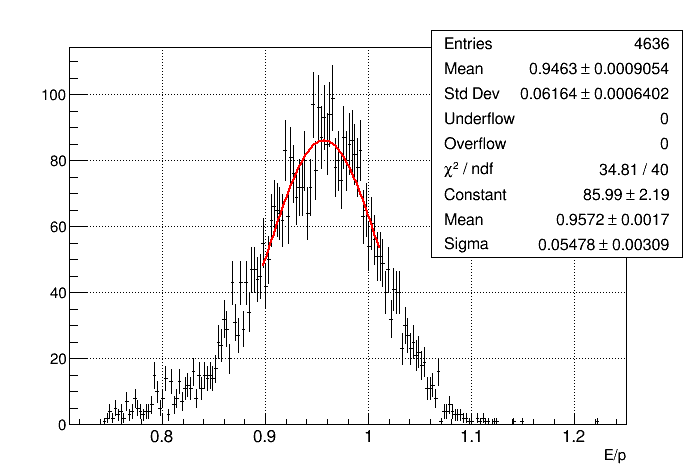 Entries 4636
Mean 0.9463 ± 0.0009054
Std Dev 0.06164 ± 0.0006402
Underflow 0
Overflow 0
χ² / ndf 34.81 / 40
Constant 85.99 ± 2.19
Mean 0.9572 ± 0.0017
Sigma 0.05478 ± 0.00309
100
80
60
40
20
0
0.8 0.9 1 1.1 1.2
E/p